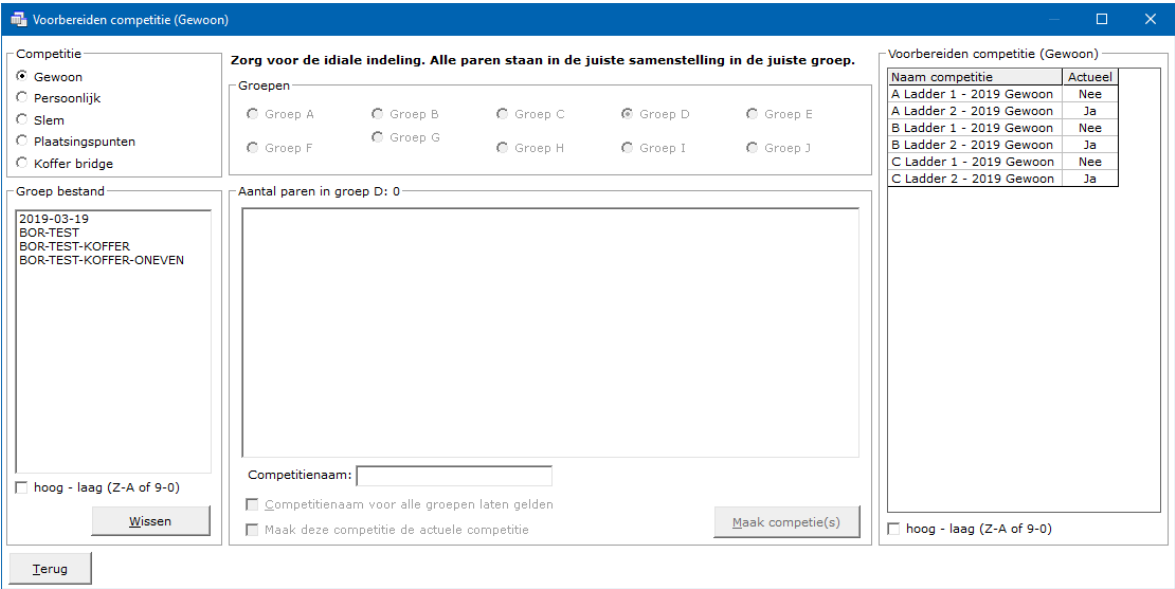 Voorbereiden competitie (Gewoon)
Competitie
Gewoon
Persoonlijk
Slem
Plaatsingspunten
Koffer bridge
Groep bestand
2019-03-19
BOR-TEST
BOR-TEST-KOFFER
BOR-TEST-KOFFER-ONEVEN
hoog - laag (Z-A of 9-0)
Wissen
Terug
Zorg voor de idiale indeling. Alle paren staan in de juiste samenstelling in de juiste groep.
Groepen
Groep A Groep B Groep C Groep D Groep E
Groep F Groep G Groep H Groep I Groep J
Aantal paren in groep D: 0
Competitienaam:
Competitienaam voor alle groepen laten gelden
Maak deze competitie de actuele competitie
Maak competie(s)
Voorbereiden competitie (Gewoon)
Naam competitie Actueel
A Ladder 1 - 2019 Gewoon Nee
A Ladder 2 - 2019 Gewoon Ja
B Ladder 1 - 2019 Gewoon Nee
B Ladder 2 - 2019 Gewoon Ja
C Ladder 1 - 2019 Gewoon Nee
C Ladder 2 - 2019 Gewoon Ja
hoog - laag (Z-A of 9-0)